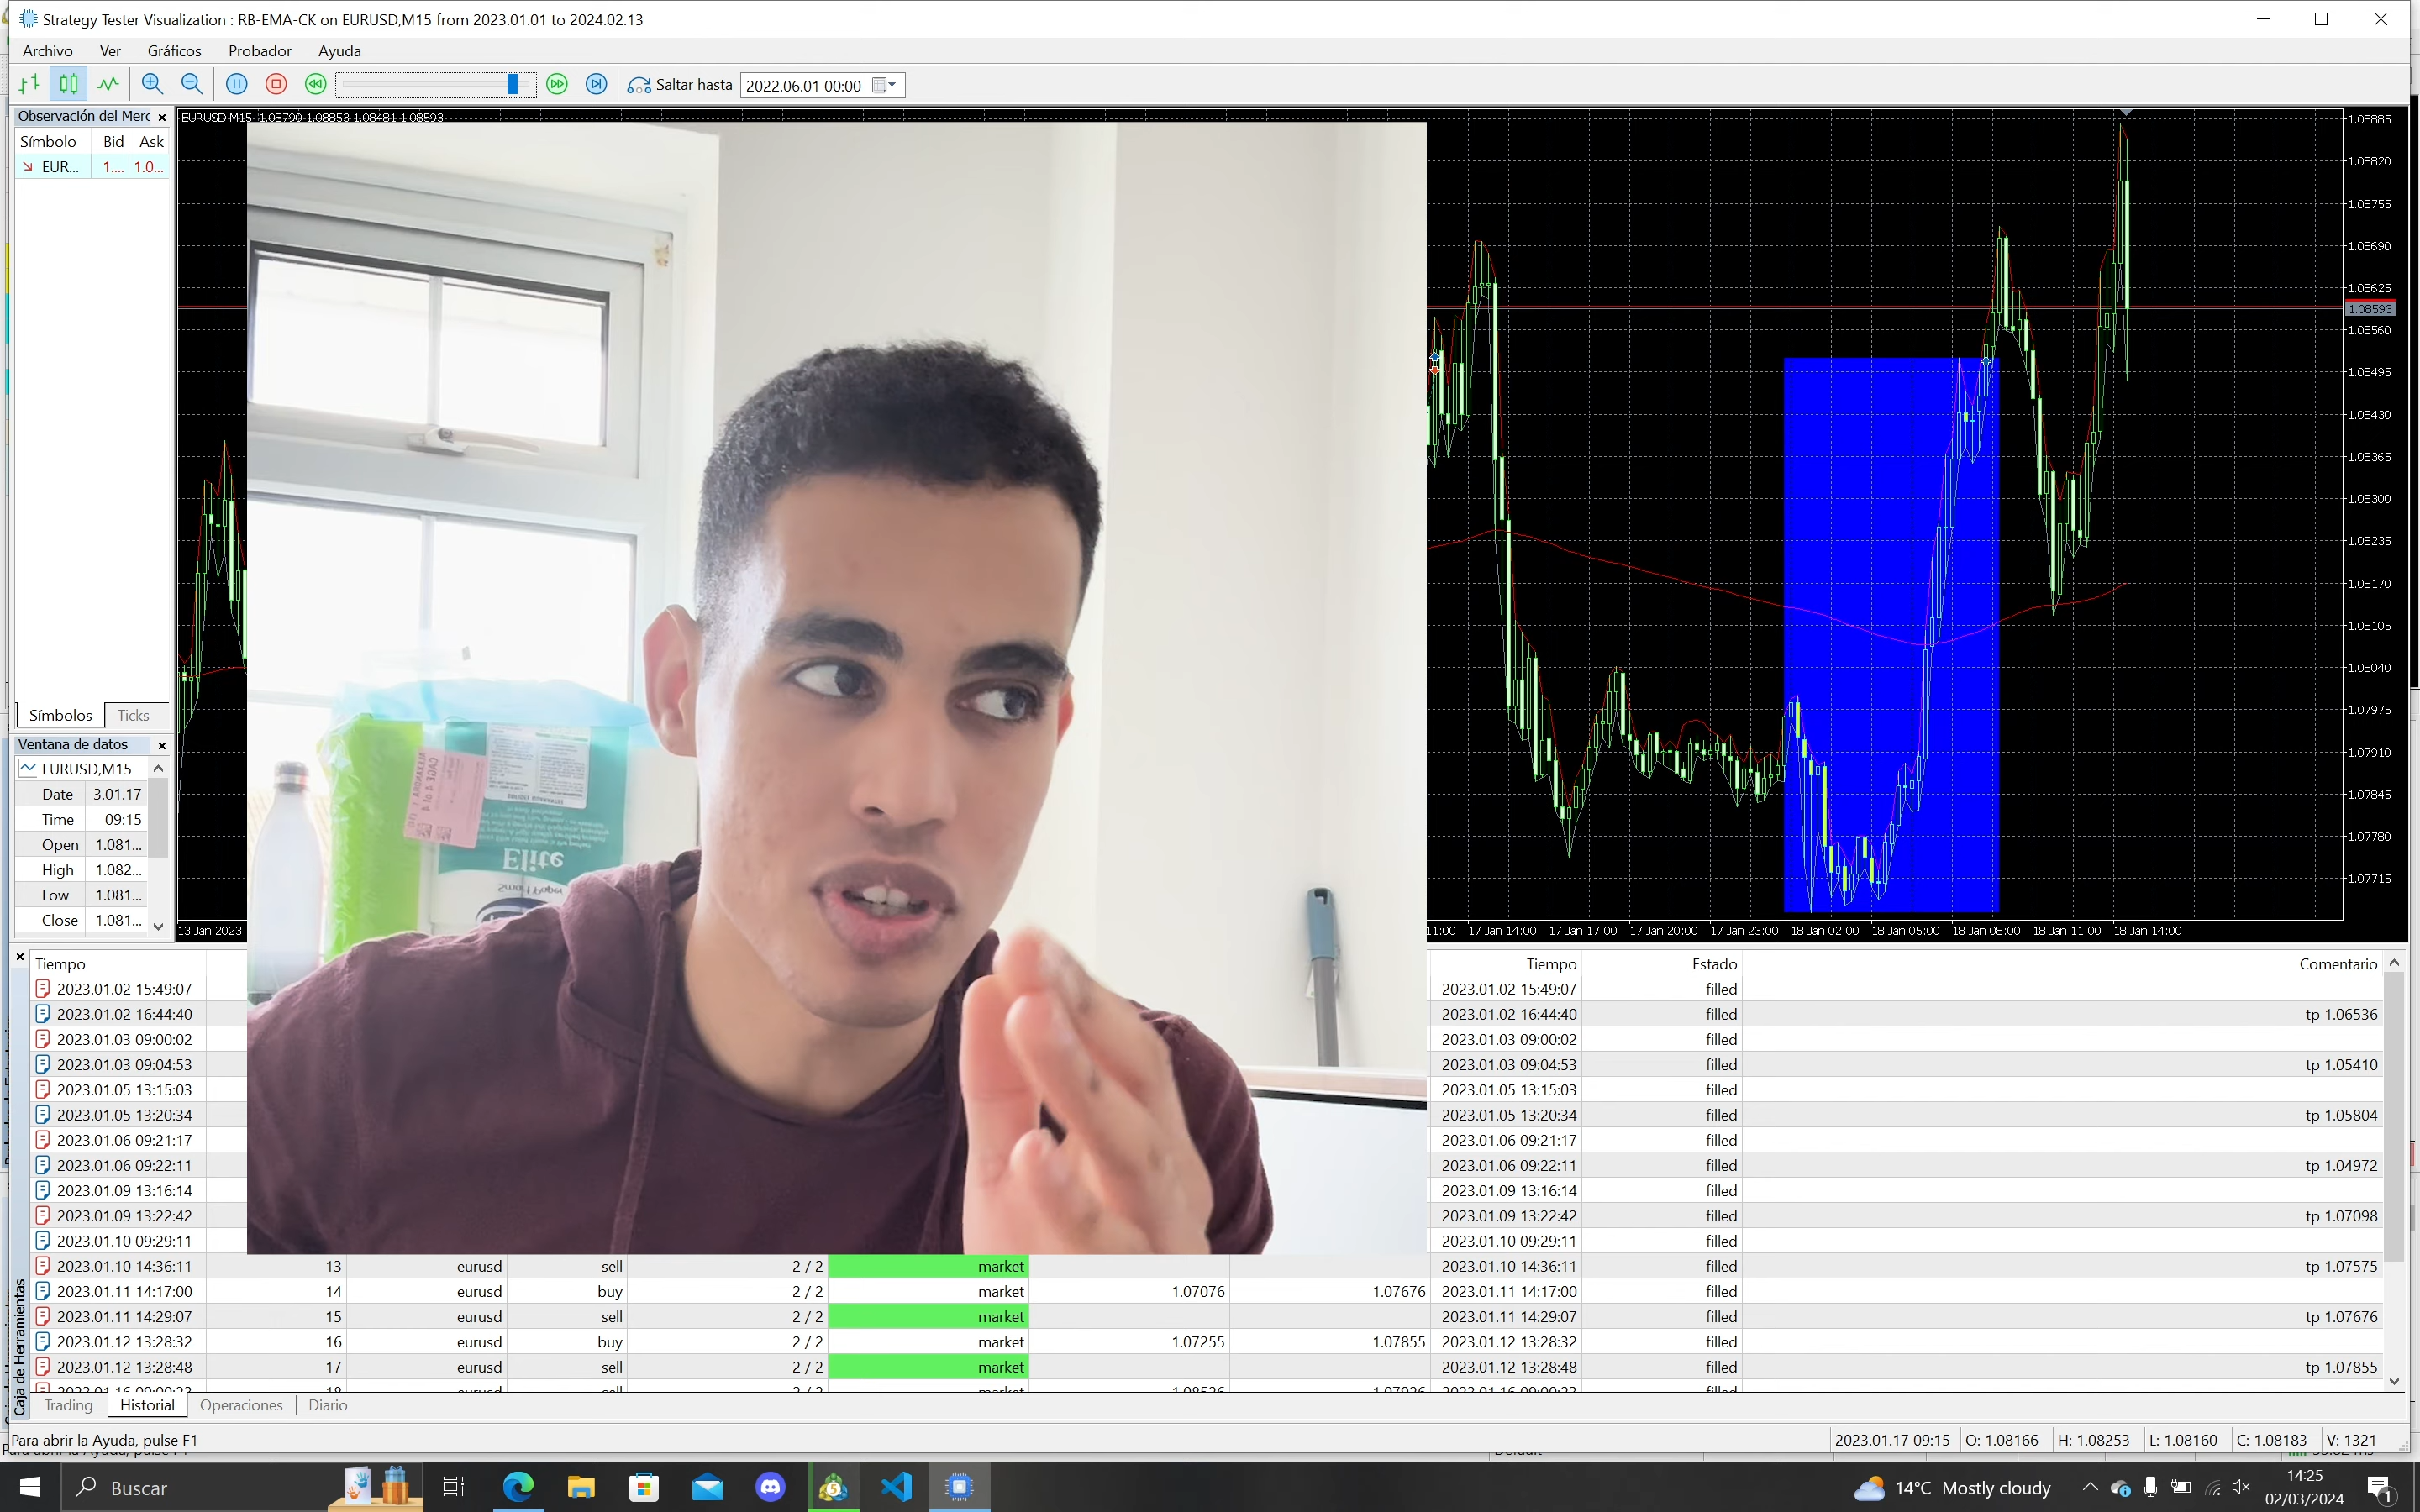 Strategy Tester Visualization : RB-EMA-CK on EURUSD,M15 from 2023.01.01 to 2024.02.13
Archivo Ver Gráficos Probador Ayuda
Saltar hasta 2022.06.01 00:00
Observación del Merc
Símbolo Bid Ask
EUR... 1.... 1.0...
Símbolos Ticks
Ventana de datos
EURUSD,M15
Date 3.01.17
Time 09:15
Open 1.081...
High 1.082...
Low 1.081...
Close 1.081...
EURUSD,M15 1.08790 1.08853 1.08481 1.08593
1.08885
1.08820
1.08755
1.08690
1.08625
1.08593
1.08560
1.08495
1.08430
1.08365
1.08300
1.08235
1.08170
1.08105
1.08040
1.07975
1.07910
1.07845
1.07780
1.07715
13 Jan 2023 11:00 17 Jan 14:00 17 Jan 17:00 17 Jan 20:00 17 Jan 23:00 18 Jan 02:00 18 Jan 05:00 18 Jan 08:00 18 Jan 11:00 18 Jan 14:00
Elite
Smart Paper
Tiempo Tiempo Estado Comentario
2023.01.02 15:49:07 2023.01.02 15:49:07 filled
2023.01.02 16:44:40 2023.01.02 16:44:40 filled tp 1.06536
2023.01.03 09:00:02 2023.01.03 09:00:02 filled
2023.01.03 09:04:53 2023.01.03 09:04:53 filled tp 1.05410
2023.01.05 13:15:03 2023.01.05 13:15:03 filled
2023.01.05 13:20:34 2023.01.05 13:20:34 filled tp 1.05804
2023.01.06 09:21:17 2023.01.06 09:21:17 filled
2023.01.06 09:22:11 2023.01.06 09:22:11 filled tp 1.04972
2023.01.09 13:16:14 2023.01.09 13:16:14 filled
2023.01.09 13:22:42 2023.01.09 13:22:42 filled tp 1.07098
2023.01.10 09:29:11 2023.01.10 09:29:11 filled
2023.01.10 14:36:11 13 eurusd sell 2 / 2 market 2023.01.10 14:36:11 filled tp 1.07575
2023.01.11 14:17:00 14 eurusd buy 2 / 2 market 1.07076 1.07676 2023.01.11 14:17:00 filled
2023.01.11 14:29:07 15 eurusd sell 2 / 2 market 2023.01.11 14:29:07 filled tp 1.07676
2023.01.12 13:28:32 16 eurusd buy 2 / 2 market 1.07255 1.07855 2023.01.12 13:28:32 filled
2023.01.12 13:28:48 17 eurusd sell 2 / 2 market 2023.01.12 13:28:48 filled tp 1.07855
Caja de Herramientas
Trading Historial Operaciones Diario
Para abrir la Ayuda, pulse F1 2023.01.17 09:15 O: 1.08166 H: 1.08253 L: 1.08160 C: 1.08183 V: 1321
Buscar 14°C Mostly cloudy 14:25
02/03/2024
1